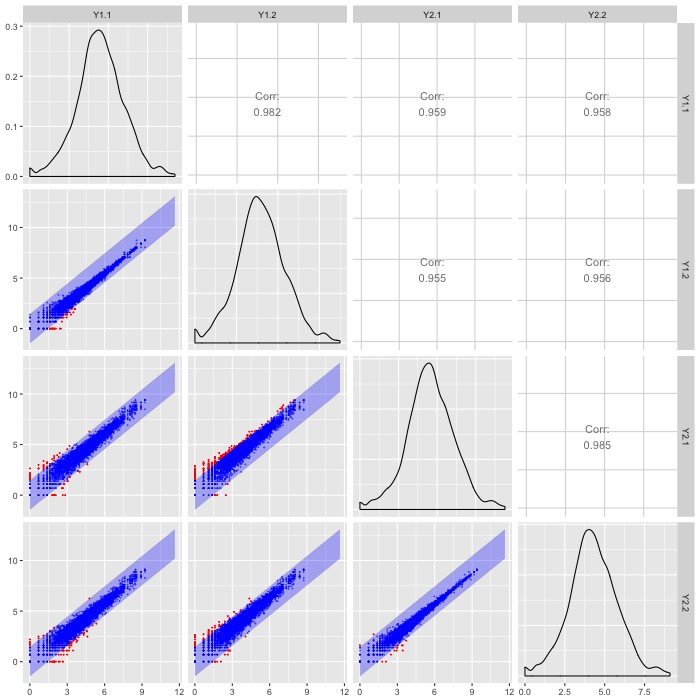 Y1.1 Y1.2 Y2.1 Y2.2
0.3
0.2
0.1
0.0
Corr:
0.982
Corr:
0.959
Corr:
0.958
Y1.1
10
5
0
Corr:
0.955
Corr:
0.956
Y1.2
10
5
0
Corr:
0.985
Y2.1
10
5
0
Y2.2
0 3 6 9 12 0 3 6 9 12 0 3 6 9 12 0.0 2.5 5.0 7.5